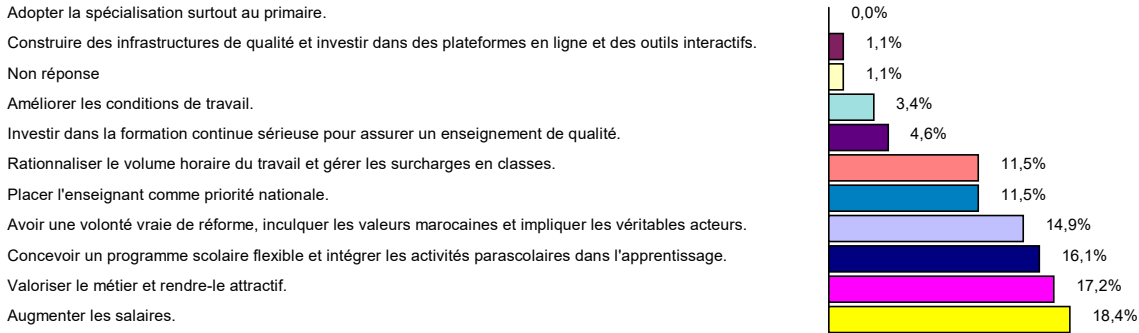 Adopter la spécialisation surtout au primaire. 0,0%
Construire des infrastructures de qualité et investir dans des plateformes en ligne et des outils interactifs. 1,1%
Non réponse 1,1%
Améliorer les conditions de travail. 3,4%
Investir dans la formation continue sérieuse pour assurer un enseignement de qualité. 4,6%
Rationnaliser le volume horaire du travail et gérer les surcharges en classes. 11,5%
Placer l'enseignant comme priorité nationale. 11,5%
Avoir une volonté vraie de réforme, inculquer les valeurs marocaines et impliquer les véritables acteurs. 14,9%
Concevoir un programme scolaire flexible et intégrer les activités parascolaires dans l'apprentissage. 16,1%
Valoriser le métier et rendre-le attractif. 17,2%
Augmenter les salaires. 18,4%